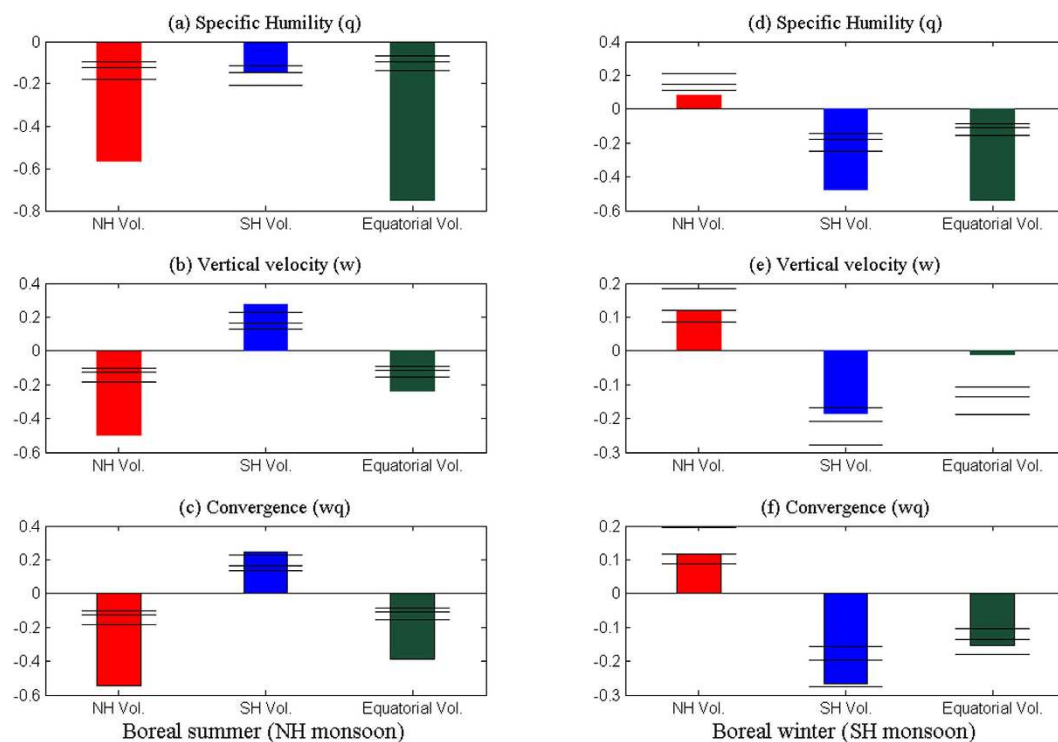 (a) Specific Humility (q)
0
-0.2
-0.4
-0.6
-0.8
NH Vol. SH Vol. Equatorial Vol.
(b) Vertical velocity (w)
0.4
0.2
0
-0.2
-0.4
-0.6
NH Vol. SH Vol. Equatorial Vol.
(c) Convergence (wq)
0.4
0.2
0
-0.2
-0.4
-0.6
NH Vol. SH Vol. Equatorial Vol.
Boreal summer (NH monsoon)
(d) Specific Humility (q)
0.4
0.2
0
-0.2
-0.4
-0.6
NH Vol. SH Vol. Equatorial Vol.
(e) Vertical velocity (w)
0.2
0.1
0
-0.1
-0.2
-0.3
NH Vol. SH Vol. Equatorial Vol.
(f) Convergence (wq)
0.2
0.1
0
-0.1
-0.2
-0.3
NH Vol. SH Vol. Equatorial Vol.
Boreal winter (SH monsoon)